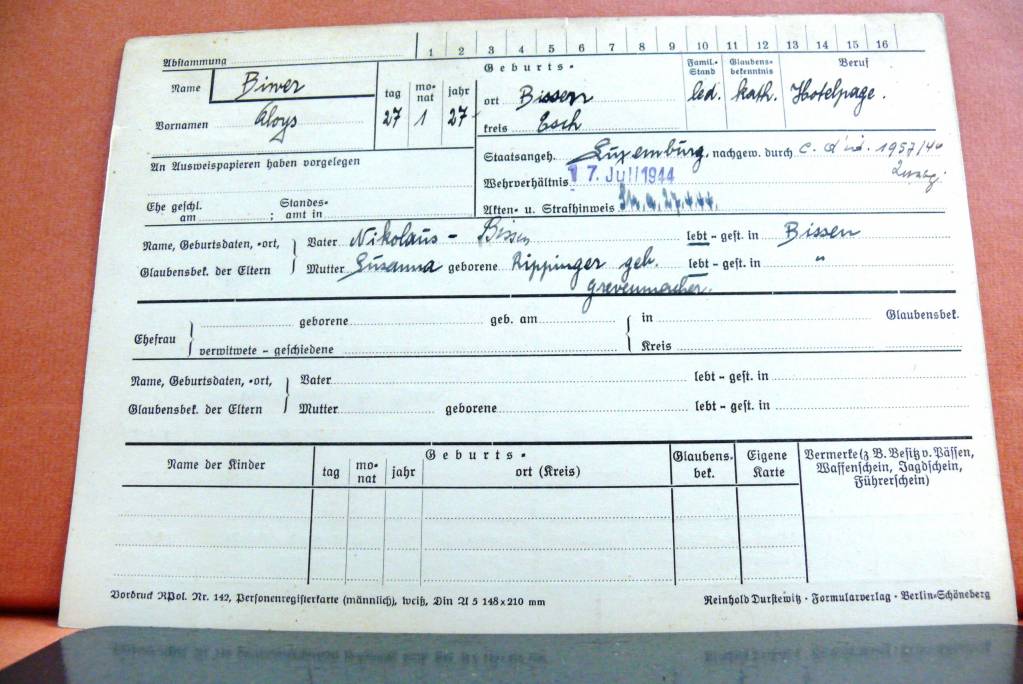 Abstammung 1 2 3 4 5 6 7 8 9 10 11 12 13 14 15 16
Name Biwer
Vornamen Aloys
Geburts-
tag monat jahr
27 1 27
ort Bissen
kreis Esch
Famil.-Stand
led.
Glaubensbekenntnis
kath.
Beruf
Hotelpage.
An Ausweispapieren haben vorgelegen
Staatsangeh. Luxemburg, nachgew. durch 1957/40
Wehrverhältnis 17. Juli 1944
Akten- u. Strafhinweis
Ehe geschl. am ; Standesamt in
Name, Geburtsdaten, -ort, Vater Nikolaus - Bissen lebt - gest. in Bissen
Glaubensbek. der Eltern Mutter Susanna geborene Rippinger geb. lebt - gest. in "
Grevenmacher.
geborene geb. am in Glaubensbek.
Ehefrau
verwitwete - geschiedene Kreis
Name, Geburtsdaten, -ort, Vater lebt - gest. in
Glaubensbek. der Eltern Mutter geborene lebt - gest. in
Name der Kinder
Geburts-
tag monat jahr ort (Kreis)
Glaubensbek.
Eigene Karte
Vermerke (z B. Besitz v. Pässen,
Waffenschein, Jagdschein,
Führerschein)
Vordruck RPol. Nr. 142, Personenregisterkarte (männlich), weiß, Din A 5 148 x 210 mm
Reinhold Durstewitz · Formularverlag · Berlin-Schöneberg